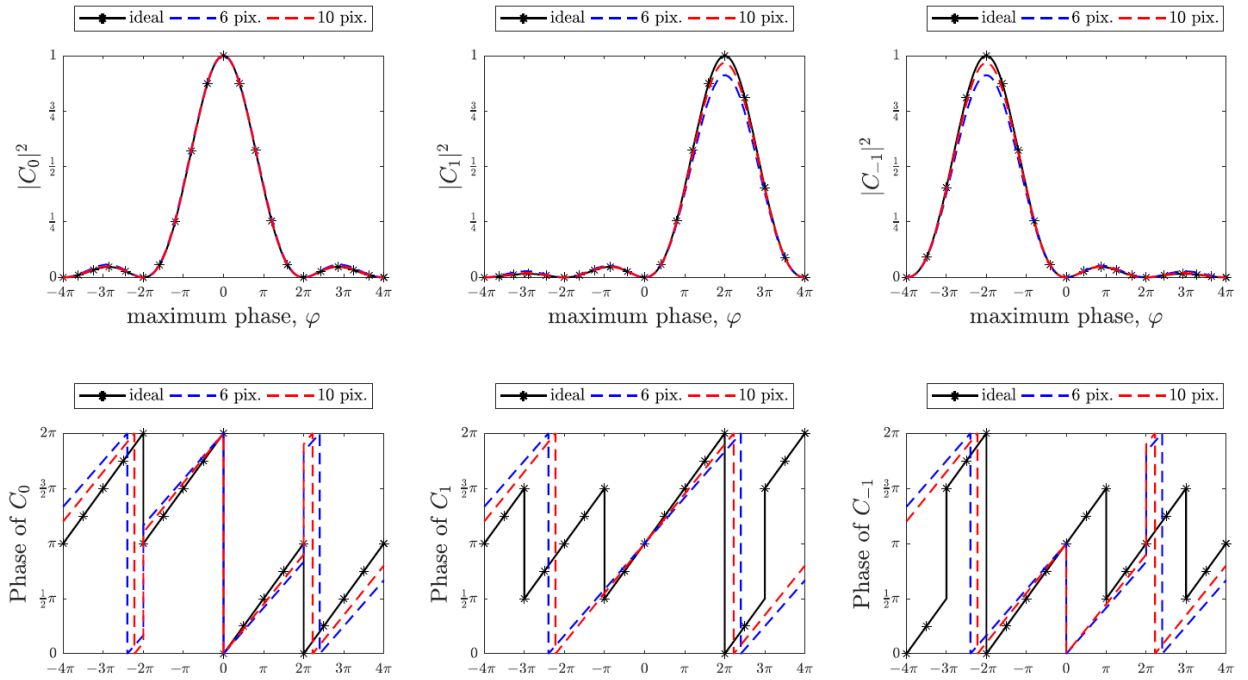 ideal 6 pix. 10 pix.
ideal 6 pix. 10 pix.
ideal 6 pix. 10 pix.
|C₀|²
1
3/4
1/2
1/4
0
−4π −3π −2π −π 0 π 2π 3π 4π
maximum phase, φ
|C₁|²
1
3/4
1/2
1/4
0
−4π −3π −2π −π 0 π 2π 3π 4π
maximum phase, φ
|C₋₁|²
1
3/4
1/2
1/4
0
−4π −3π −2π −π 0 π 2π 3π 4π
maximum phase, φ
ideal 6 pix. 10 pix.
ideal 6 pix. 10 pix.
ideal 6 pix. 10 pix.
Phase of C₀
2π
3/2π
π
1/2π
0
−4π −3π −2π −π 0 π 2π 3π 4π
Phase of C₁
2π
3/2π
π
1/2π
0
−4π −3π −2π −π 0 π 2π 3π 4π
Phase of C₋₁
2π
3/2π
π
1/2π
0
−4π −3π −2π −π 0 π 2π 3π 4π